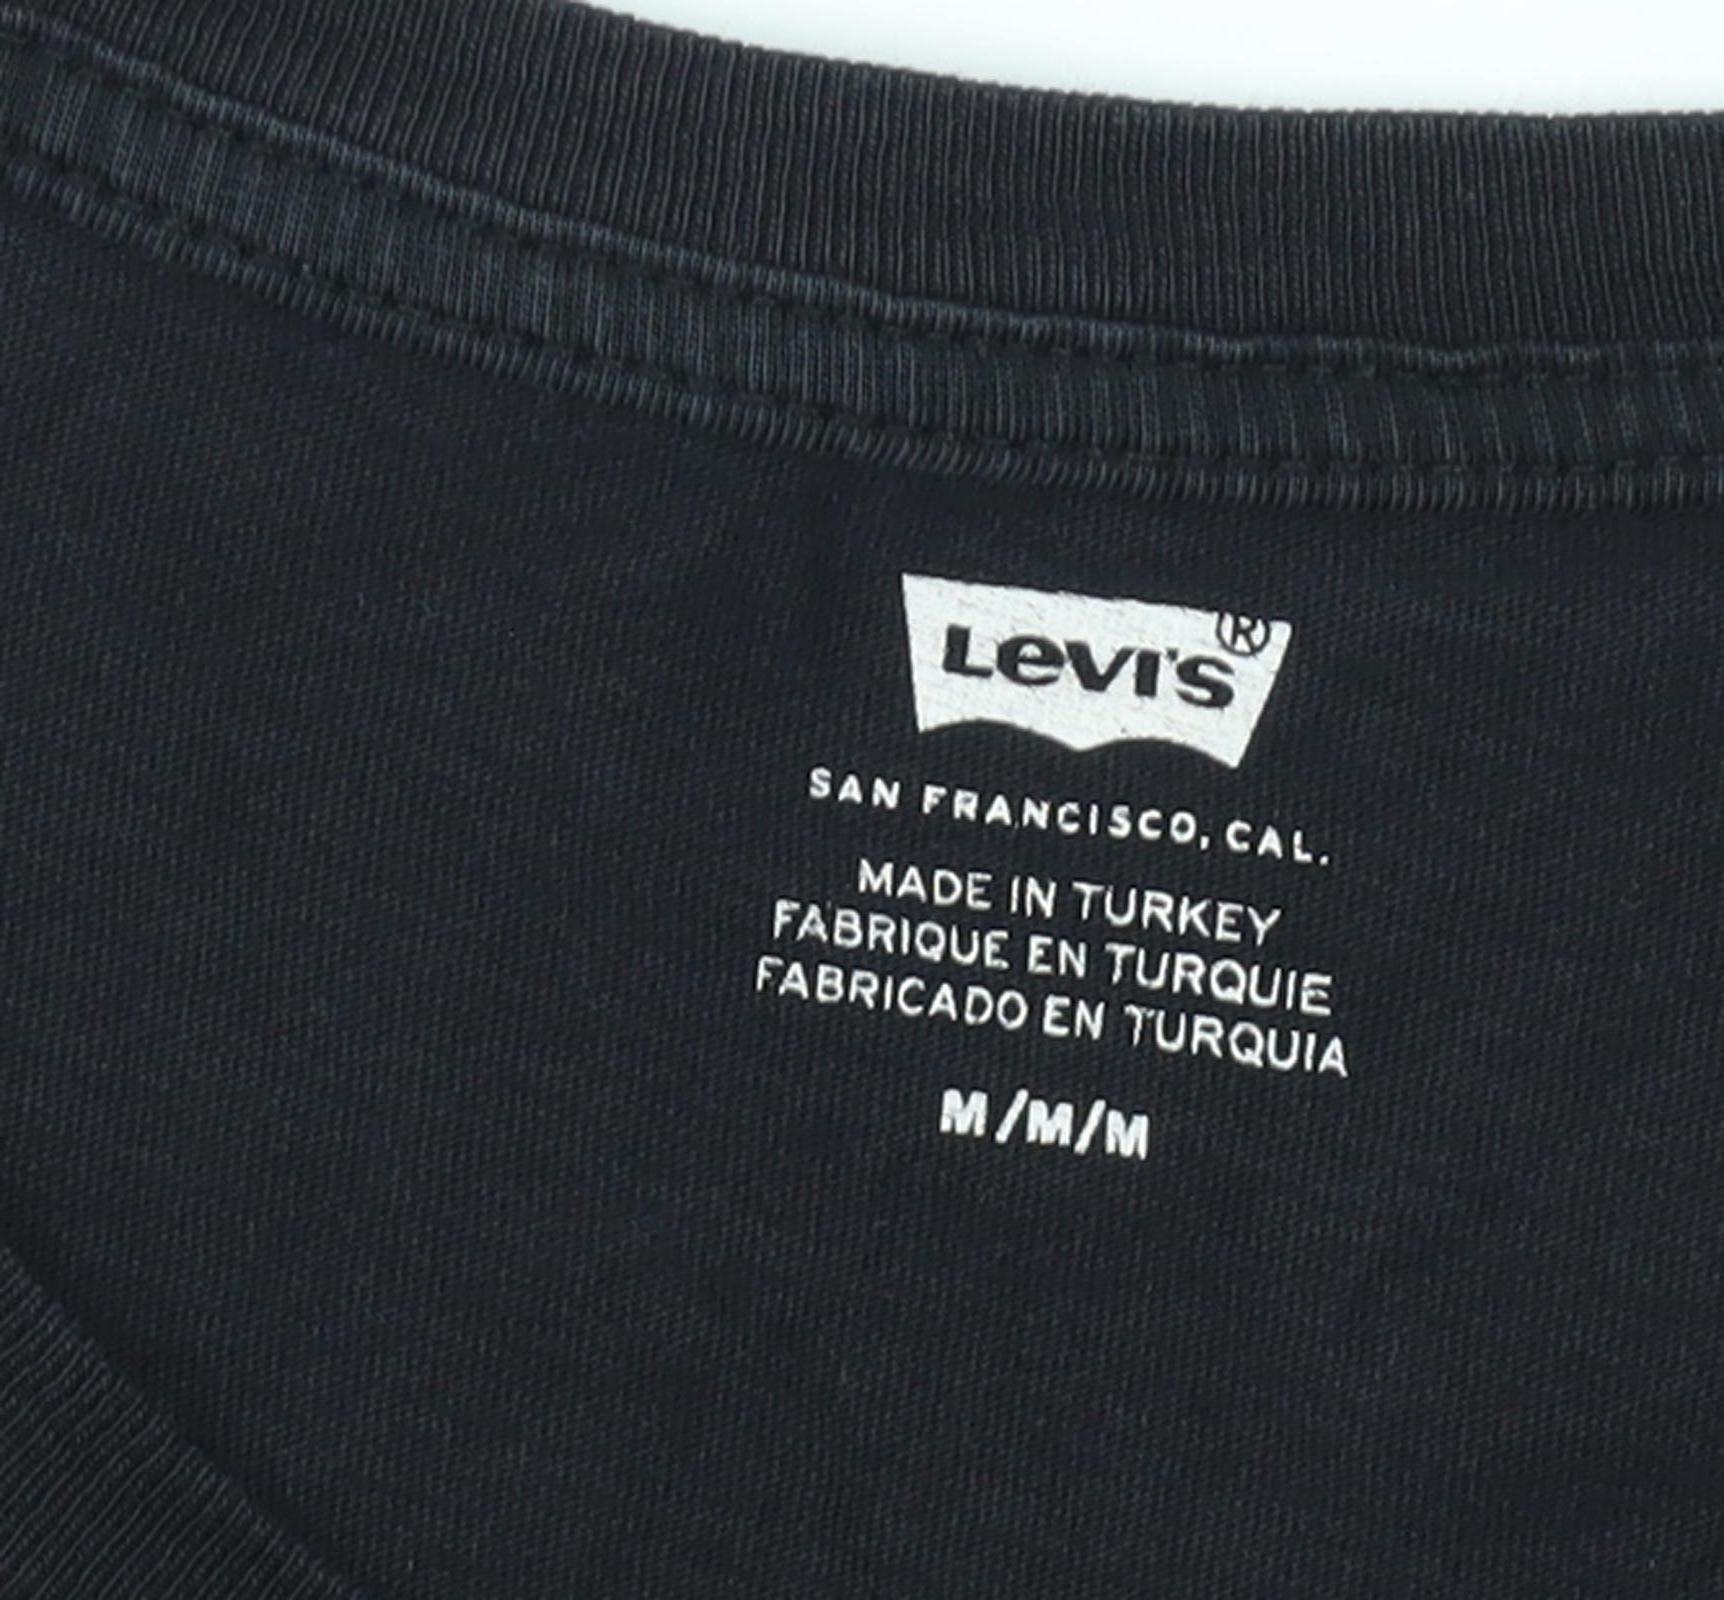 Levi's®
SAN FRANCISCO, CAL.
MADE IN TURKEY
FABRIQUE EN TURQUIE
FABRICADO EN TURQUIA
M/M/M